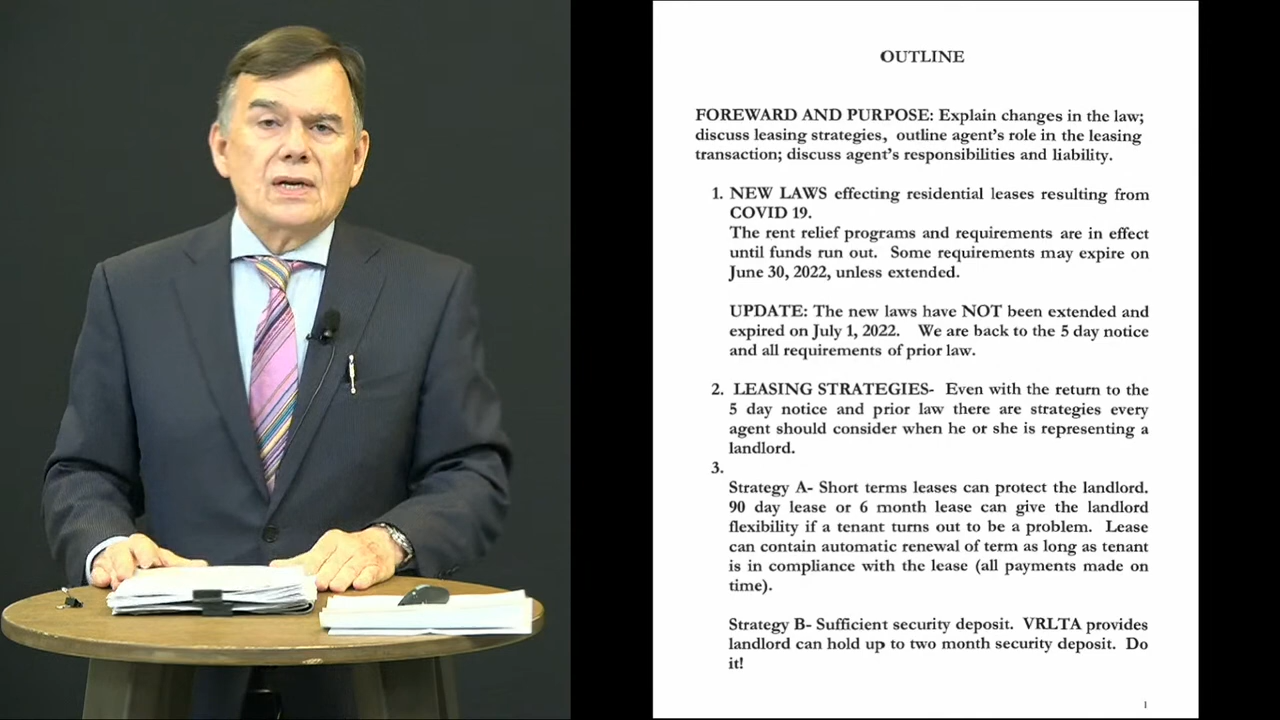 OUTLINE
FOREWARD AND PURPOSE: Explain changes in the law;
discuss leasing strategies, outline agent's role in the leasing
transaction; discuss agent's responsibilities and liability.
1. NEW LAWS effecting residential leases resulting from
COVID 19.
The rent relief programs and requirements are in effect
until funds run out. Some requirements may expire on
June 30, 2022, unless extended.
UPDATE: The new laws have NOT been extended and
expired on July 1, 2022. We are back to the 5 day notice
and all requirements of prior law.
2. LEASING STRATEGIES- Even with the return to the
5 day notice and prior law there are strategies every
agent should consider when he or she is representing a
landlord.
3.
Strategy A- Short terms leases can protect the landlord.
90 day lease or 6 month lease can give the landlord
flexibility if a tenant turns out to be a problem. Lease
can contain automatic renewal of term as long as tenant
is in compliance with the lease (all payments made on
time).
Strategy B- Sufficient security deposit. VRLTA provides
landlord can hold up to two month security deposit. Do
it!
1